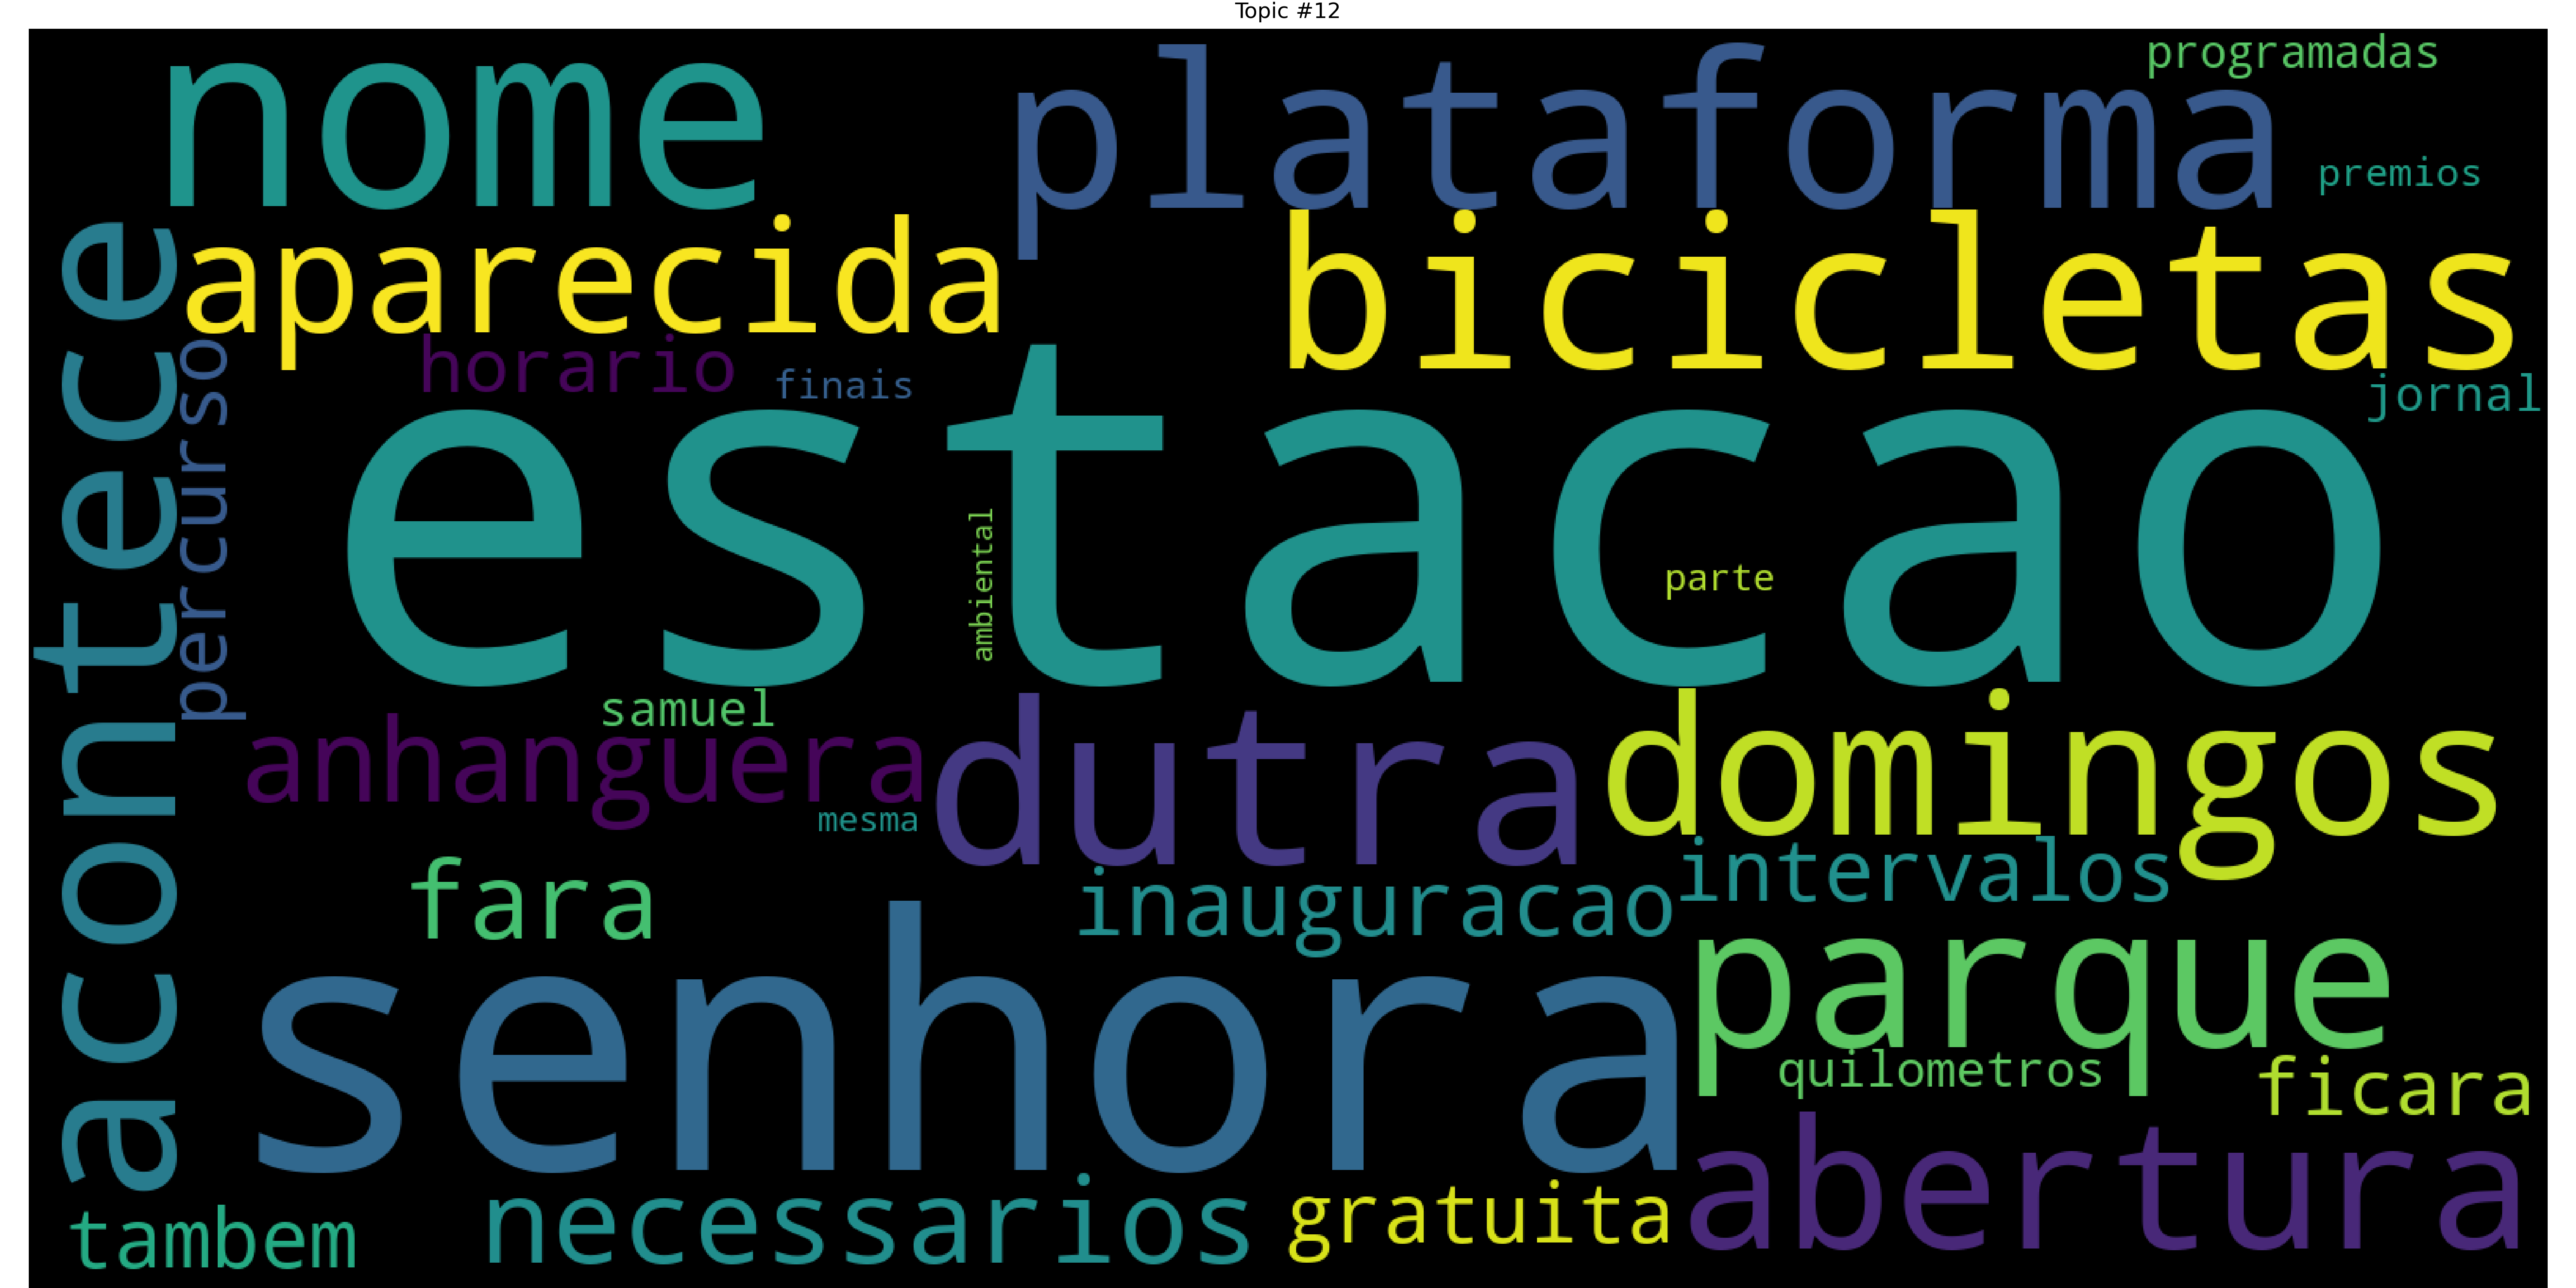 Topic #12
programadas
nome
plataforma
premios
aparecida
bicicletas
horario
finais
jornal
acontece
percurso
estacao
ambiental
parte
samuel
anhanguera
dutra
domingos
mesma
intervalos
fara
inauguracao
senhora
parque
quilometros
ficara
abertura
tambem
necessarios
gratuita